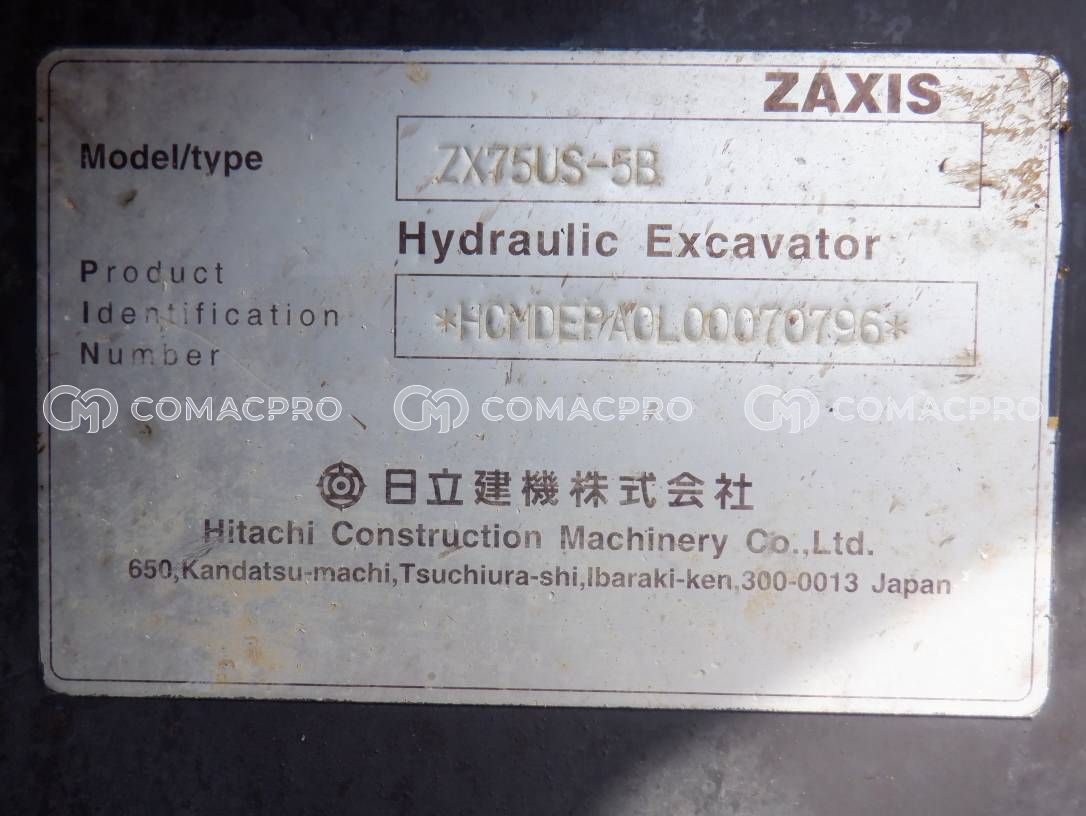 ZAXIS
Model/type ZX75US-5B
Hydraulic Excavator
Product
Identification *HCMDEPA0L00070796*
Number
COMACPRO COMACPRO COMACPRO
日立建機株式会社
Hitachi Construction Machinery Co.,Ltd.
650,Kandatsu-machi,Tsuchiura-shi,Ibaraki-ken,300-0013 Japan